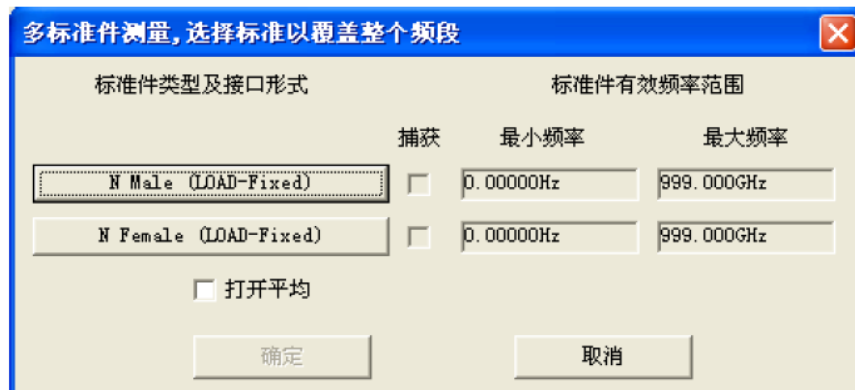 多标准件测量,选择标准以覆盖整个频段
标准件类型及接口形式 标准件有效频率范围
捕获 最小频率 最大频率
N Male (LOAD-Fixed) 0.00000Hz 999.000GHz
N Female (LOAD-Fixed) 0.00000Hz 999.000GHz
打开平均
确定 取消